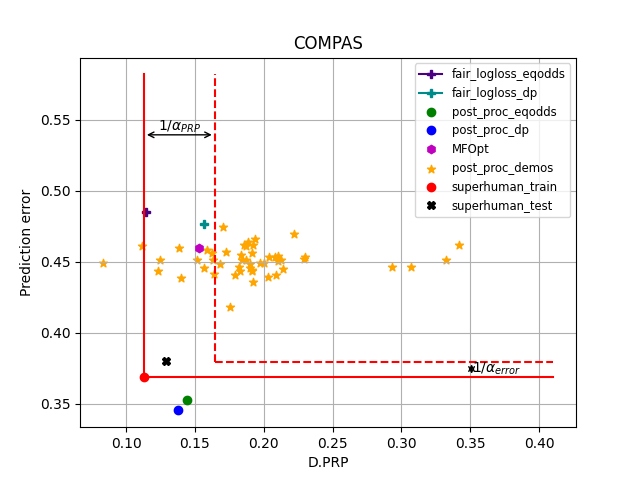 COMPAS
fair_logloss_eqodds
fair_logloss_dp
post_proc_eqodds
post_proc_dp
MFOpt
post_proc_demos
superhuman_train
superhuman_test
1/α_PRP
1/α_error
Prediction error
0.55
0.50
0.45
0.40
0.35
0.10 0.15 0.20 0.25 0.30 0.35 0.40
D.PRP